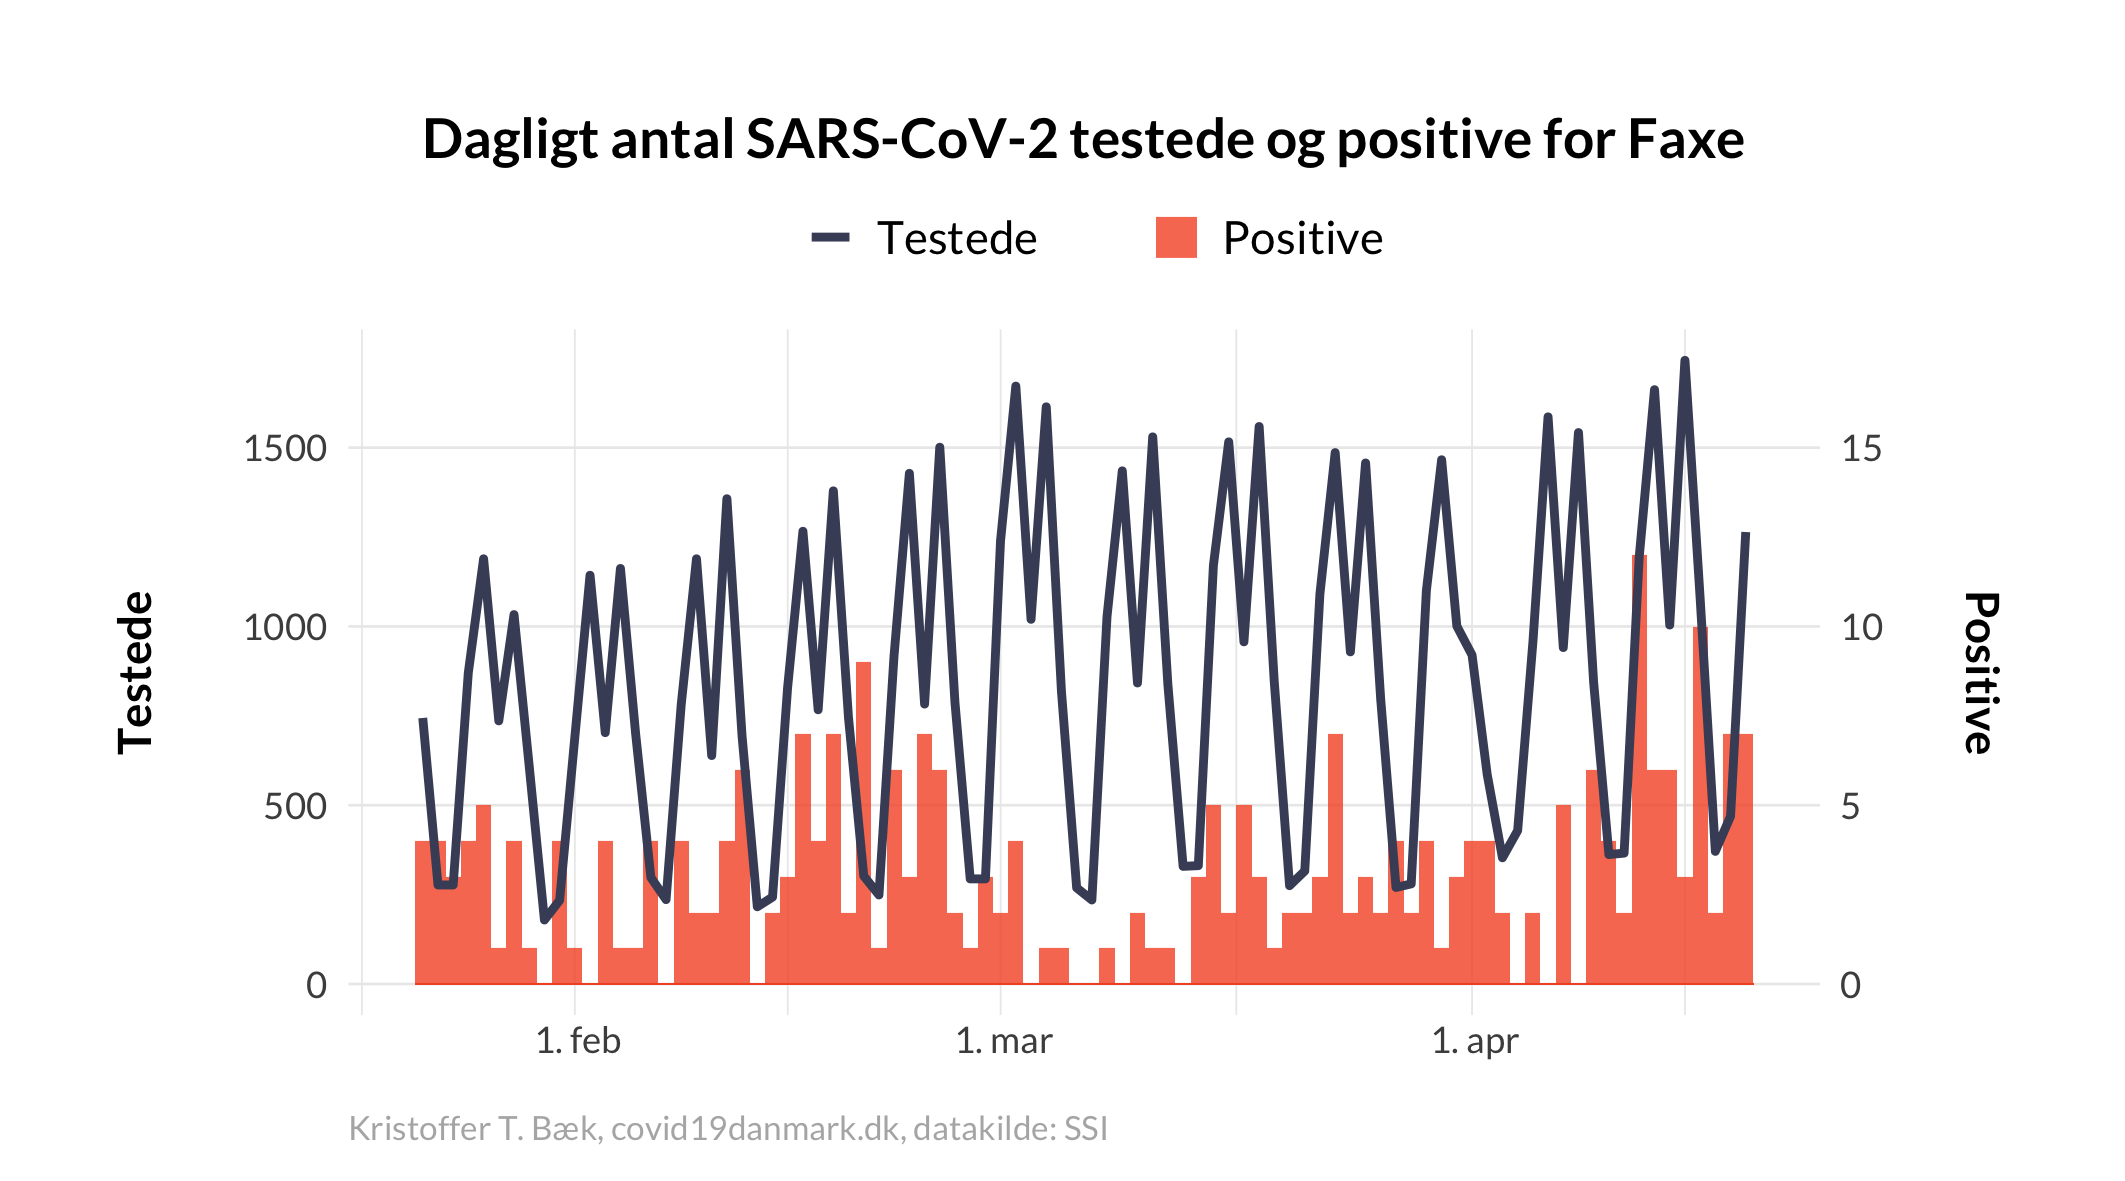 Dagligt antal SARS-CoV-2 testede og positive for Faxe
Testede
Positive
Testede
1500
1000
500
0
15
10
5
0
Positive
1. feb
1. mar
1. apr
Kristoffer T. Bæk, covid19danmark.dk, datakilde: SSI